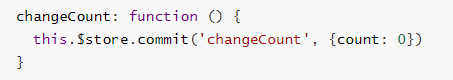 changeCount: function () {
  this.$store.commit('changeCount', {count: 0})
}